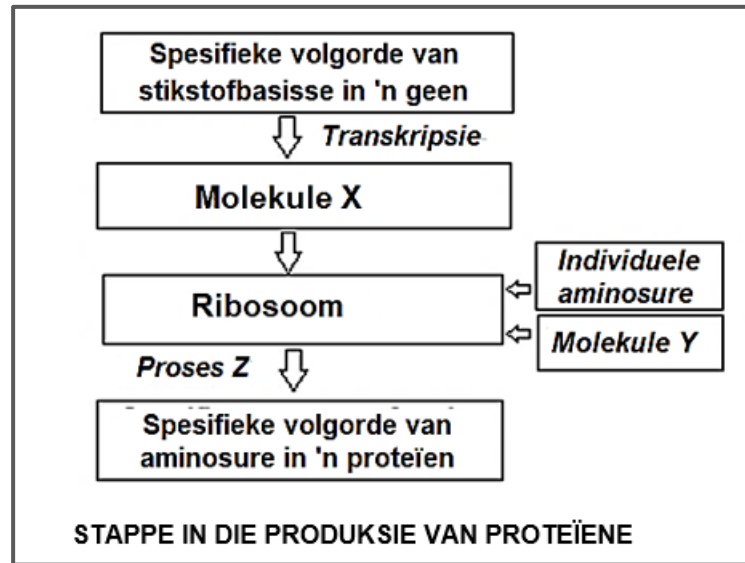 Spesifieke volgorde van
stikstofbasisse in 'n geen
Transkripsie
Molekule X
Ribosoom
Individuele
aminosure
Molekule Y
Proses Z
Spesifieke volgorde van
aminosure in 'n proteïen
STAPPE IN DIE PRODUKSIE VAN PROTEÏENE